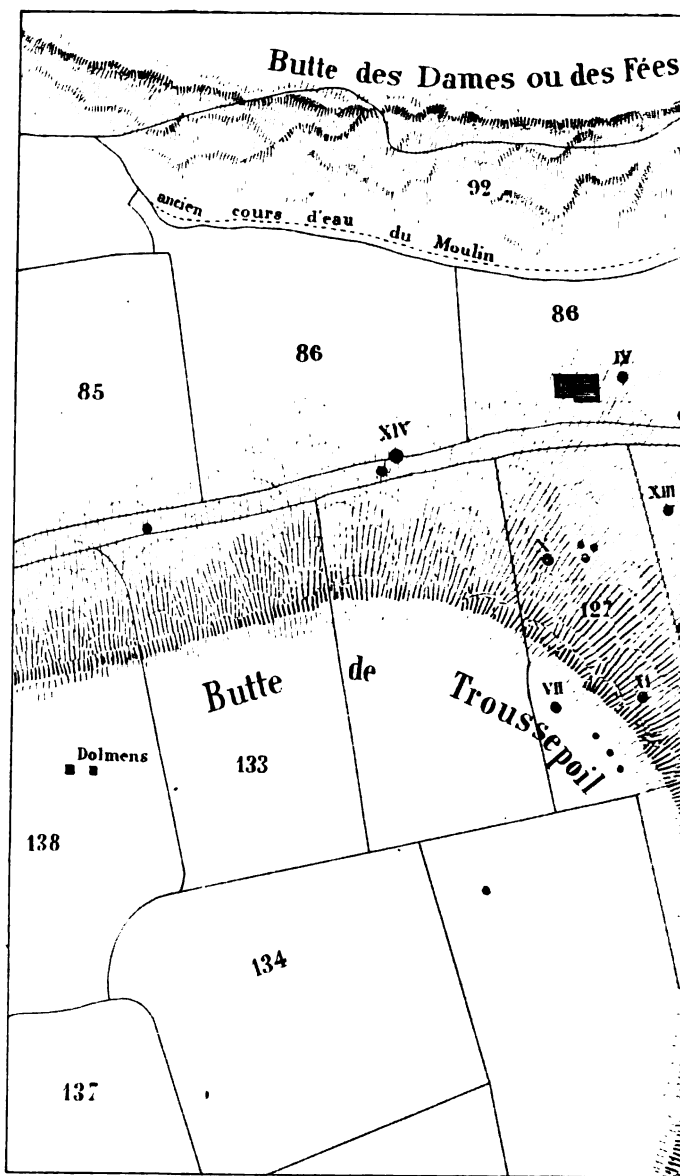 Butte des Dames ou des Fées
92
ancien cours d'eau du Moulin
86
86
IV
85
XIV
XIII
127
Butte de Troussepoil
VII
XI
Dolmens
133
138
134
137